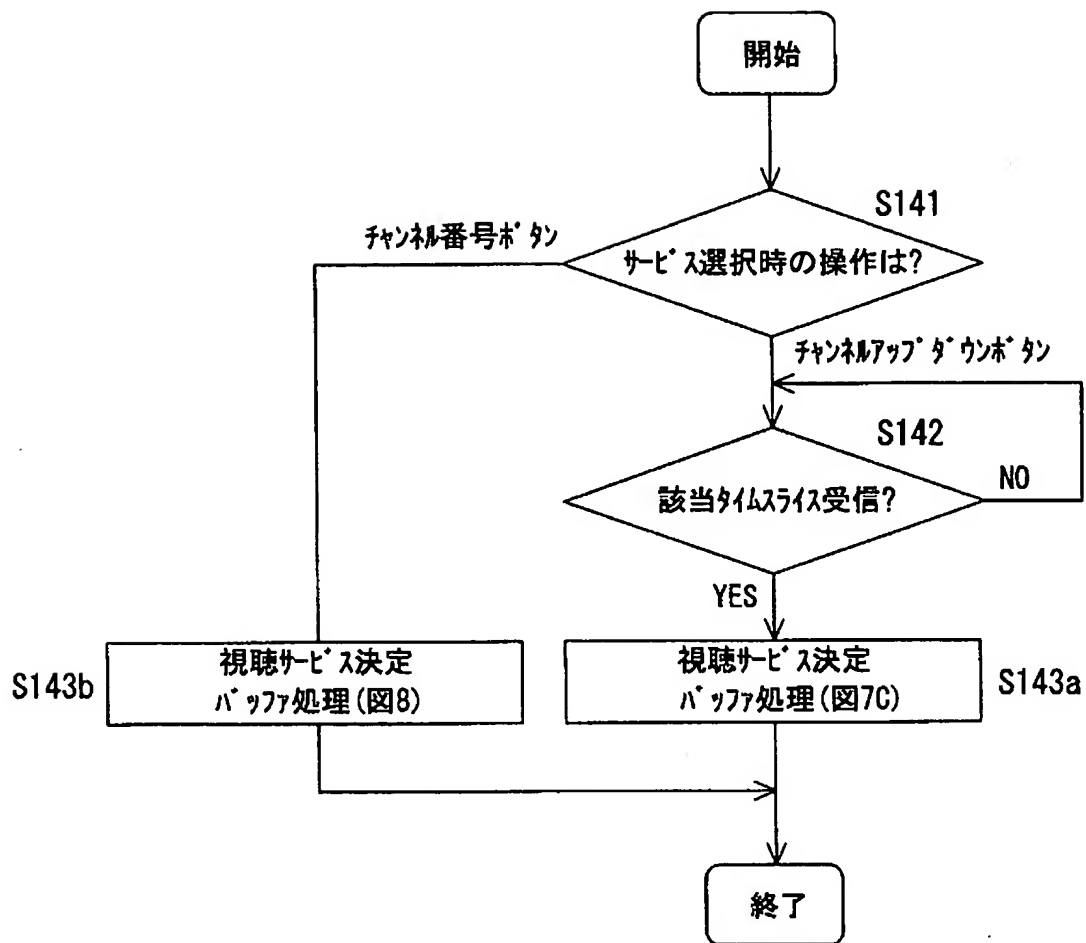 開始
S141
チャンネル番号ボタン
サービス選択時の操作は?
チャンネルアップダウンボタン
S142
該当タイムスライス受信?
NO
YES
S143b
視聴サービス決定
バッファ処理(図8)
視聴サービス決定
バッファ処理(図7C)
S143a
終了